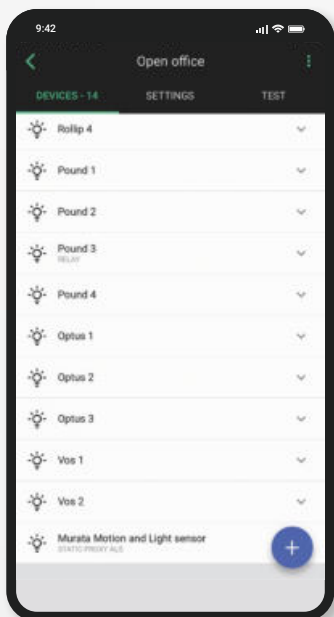 9:42
Open office
DEVICES - 14 SETTINGS TEST
Rollip 4
Pound 1
Pound 2
Pound 3
RELAY
Pound 4
Optus 1
Optus 2
Optus 3
Vos 1
Vos 2
Murata Motion and Light sensor
STATIC PROXY ALS